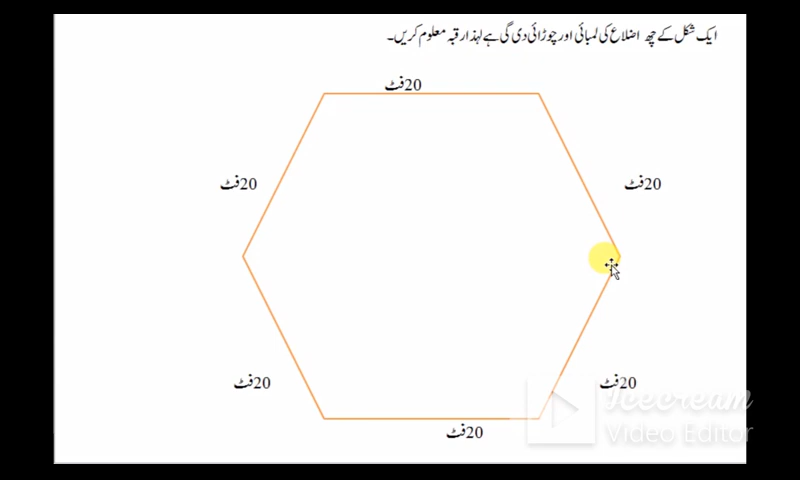 ایک شکل کے چھ اضلاع کی لمبائی اور چوڑائی دی گی ہے لہذا رقبہ معلوم کریں۔
20فٹ
20فٹ
20فٹ
20فٹ
20فٹ
20فٹ
Icecream
Video Editor